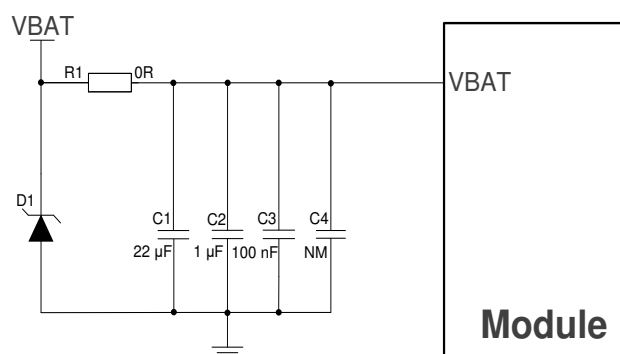 VBAT
R1 0R
VBAT
D1
C1 C2 C3 C4
22 µF 1 µF 100 nF NM
Module